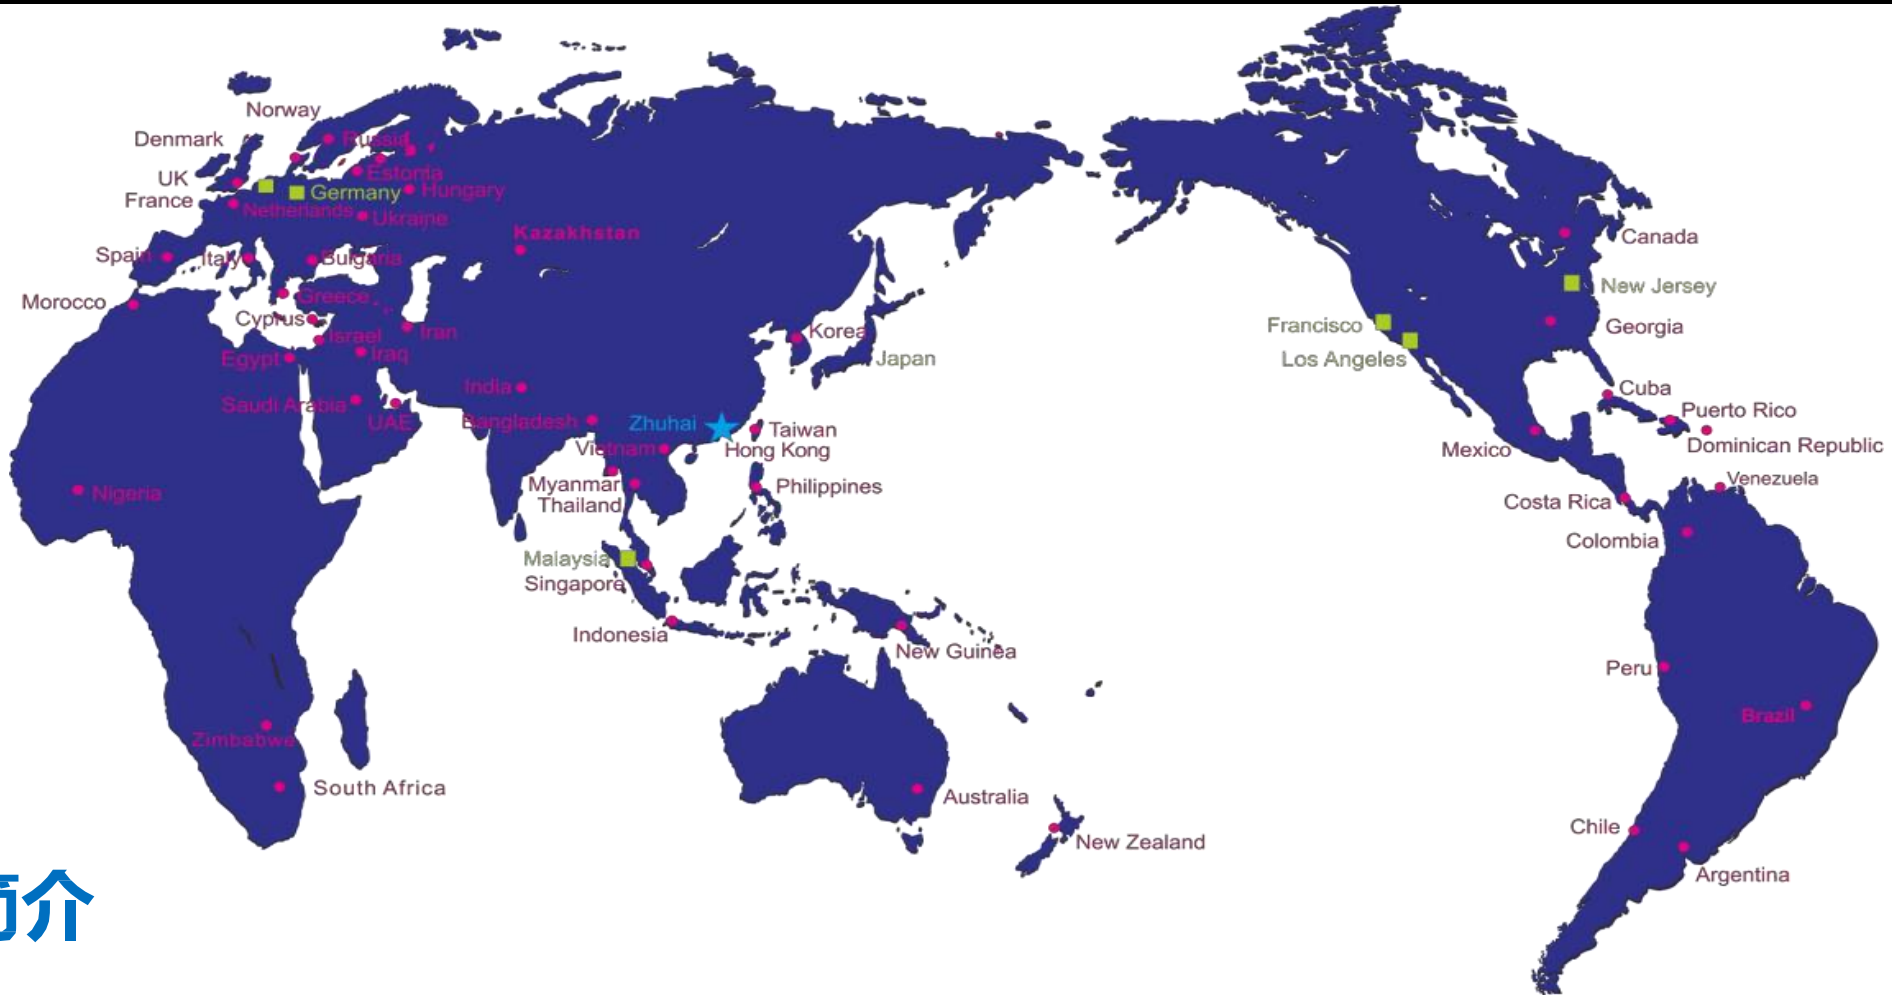 Norway
Denmark
Russia
UK
Estonia
Germany
Hungary
France
Netherlands
Ukraine
Kazakhstan
Spain
Italy
Bulgaria
Morocco
Greece
Cyprus
Israel
Iran
Egypt
Iraq
Korea
Japan
India
Saudi Arabia
UAE
Bangladesh
Zhuhai
Taiwan
Vietnam
Hong Kong
Myanmar
Thailand
Philippines
Nigeria
Malaysia
Singapore
Indonesia
New Guinea
Zimbabwe
South Africa
Australia
New Zealand
Canada
New Jersey
Francisco
Georgia
Los Angeles
Cuba
Puerto Rico
Mexico
Dominican Republic
Venezuela
Costa Rica
Colombia
Peru
Brazil
Chile
Argentina
介